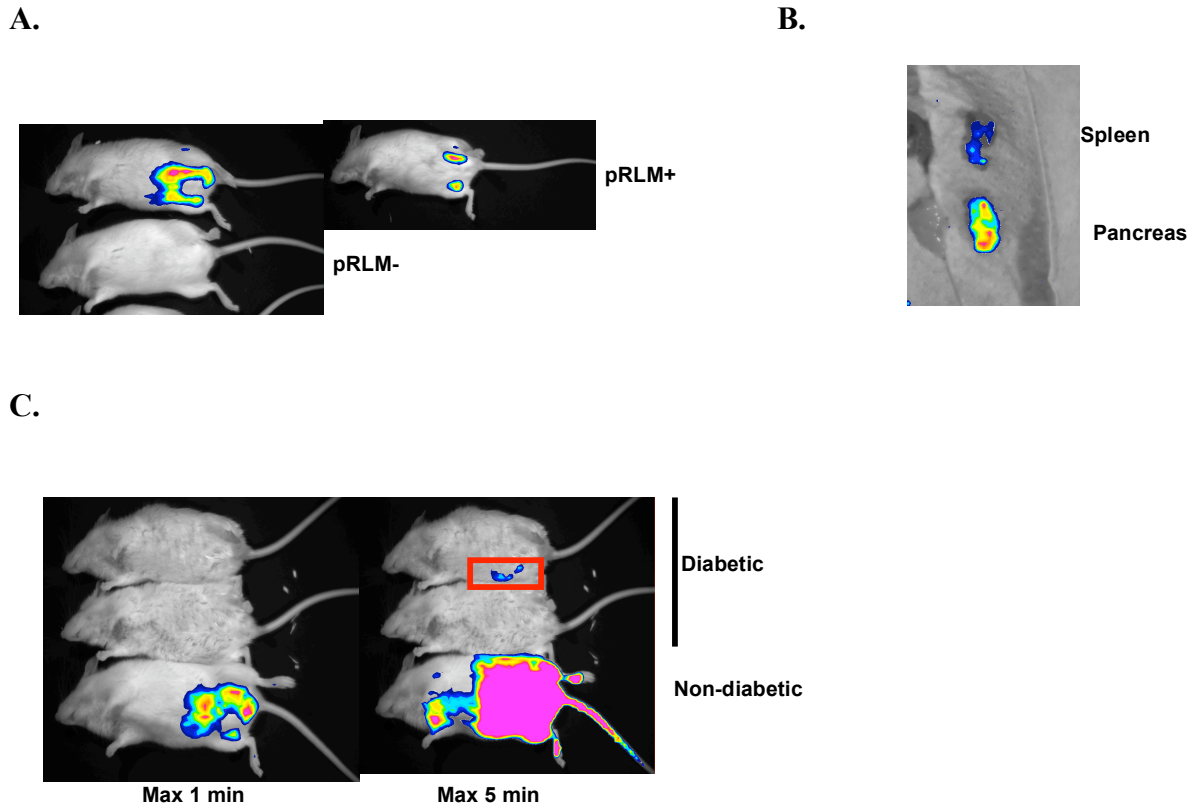 A.
B.
pRLM+
pRLM-
Spleen
Pancreas
C.
Diabetic
Non-diabetic
Max 1 min
Max 5 min